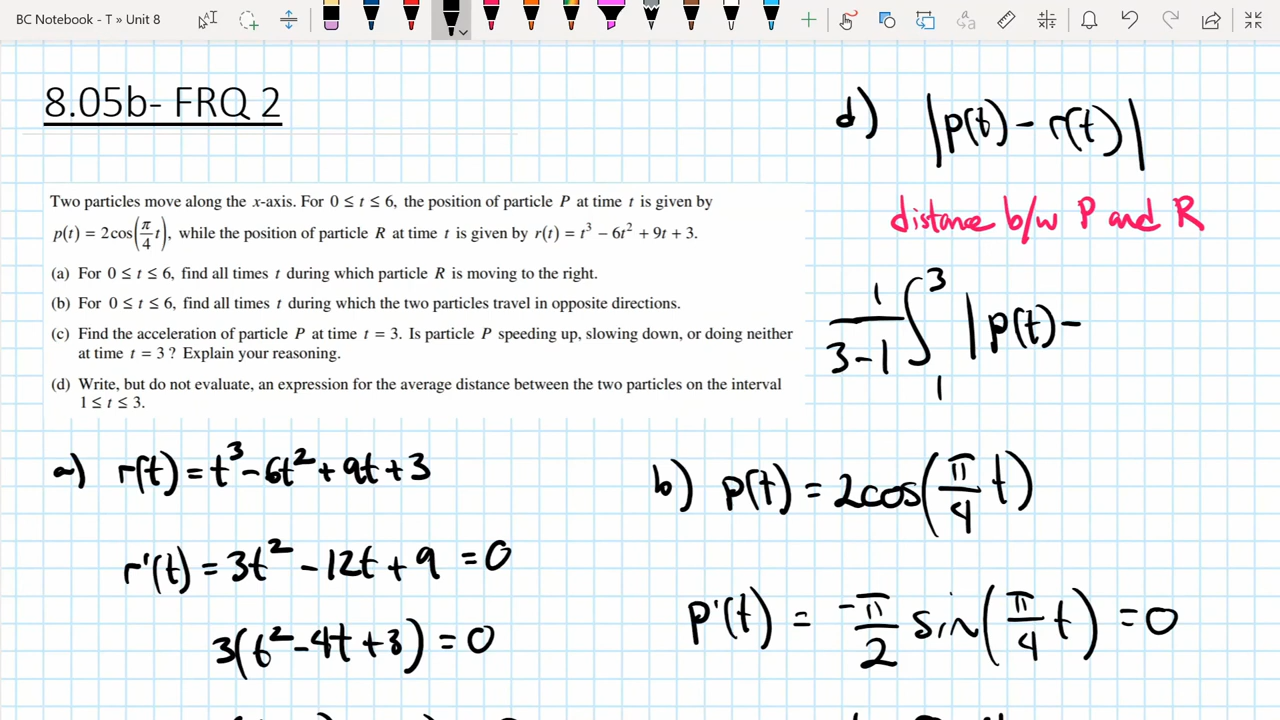 BC Notebook - T » Unit 8
8.05b- FRQ 2
Two particles move along the x-axis. For 0 ≤ t ≤ 6, the position of particle P at time t is given by
p(t) = 2cos(π/4 t), while the position of particle R at time t is given by r(t) = t³ − 6t² + 9t + 3.
(a) For 0 ≤ t ≤ 6, find all times t during which particle R is moving to the right.
(b) For 0 ≤ t ≤ 6, find all times t during which the two particles travel in opposite directions.
(c) Find the acceleration of particle P at time t = 3. Is particle P speeding up, slowing down, or doing neither
at time t = 3 ? Explain your reasoning.
(d) Write, but do not evaluate, an expression for the average distance between the two particles on the interval
1 ≤ t ≤ 3.
a) r(t) = t³ - 6t² + 9t + 3
r'(t) = 3t² - 12t + 9 = 0
3(t² - 4t + 3) = 0
d) |p(t) - r(t)|
distance b/w P and R
1/(3-1) ∫₁³ |p(t) -
b) p(t) = 2cos(π/4 t)
p'(t) = -π/2 sin(π/4 t) = 0